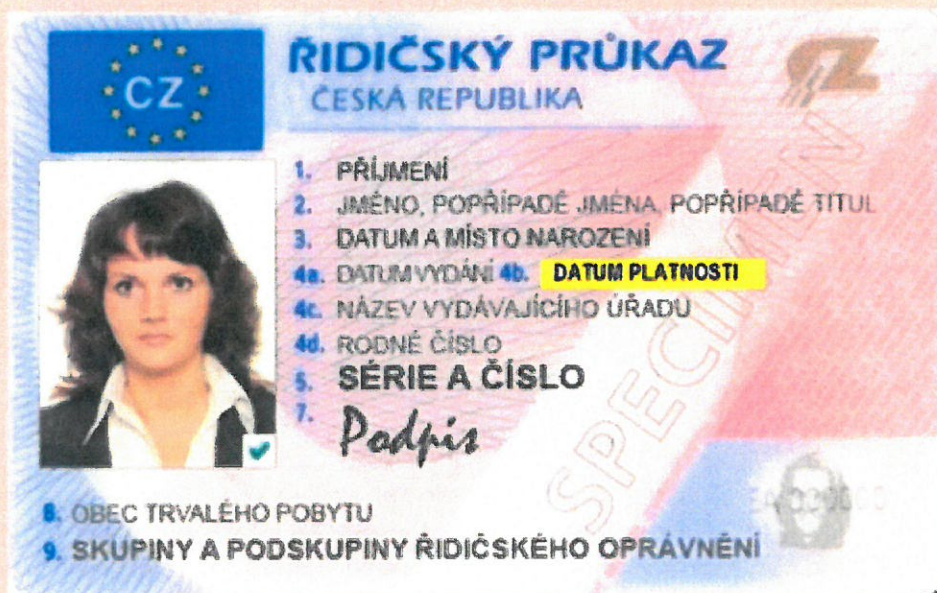 CZ
ŘIDIČSKÝ PRŮKAZ
ČESKÁ REPUBLIKA
CZ
1. PŘÍJMENÍ
2. JMÉNO, POPŘÍPADĚ JMÉNA, POPŘÍPADĚ TITUL
3. DATUM A MÍSTO NAROZENÍ
4a. DATUM VYDÁNÍ 4b. DATUM PLATNOSTI
4c. NÁZEV VYDÁVAJÍCÍHO ÚŘADU
4d. RODNÉ ČÍSLO
5. SÉRIE A ČÍSLO
7. Podpis
SPECIMEN
8. OBEC TRVALÉHO POBYTU
9. SKUPINY A PODSKUPINY ŘIDIČSKÉHO OPRÁVNĚNÍ